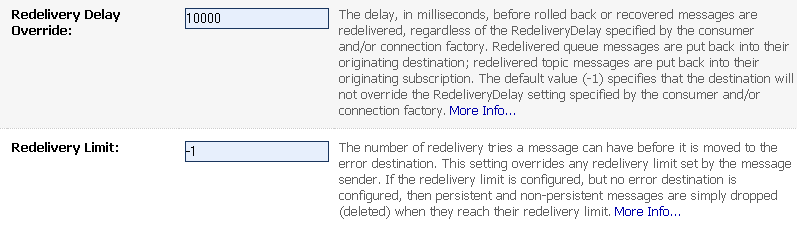 Redelivery Delay Override:
10000
The delay, in milliseconds, before rolled back or recovered messages are
redelivered, regardless of the RedeliveryDelay specified by the consumer
and/or connection factory. Redelivered queue messages are put back into their
originating destination; redelivered topic messages are put back into their
originating subscription. The default value (-1) specifies that the destination will
not override the RedeliveryDelay setting specified by the consumer and/or
connection factory. More Info...
Redelivery Limit:
-1
The number of redelivery tries a message can have before it is moved to the
error destination. This setting overrides any redelivery limit set by the message
sender. If the redelivery limit is configured, but no error destination is
configured, then persistent and non-persistent messages are simply dropped
(deleted) when they reach their redelivery limit. More Info...